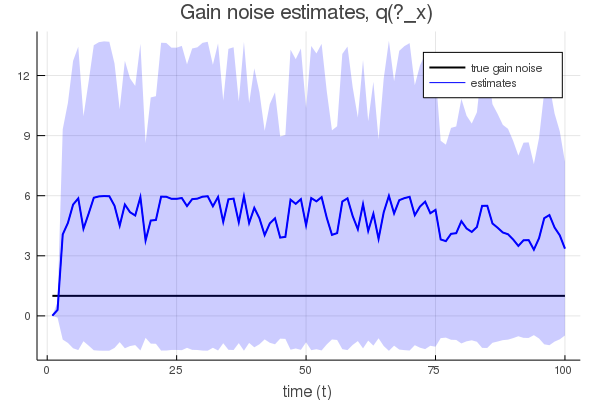 Gain noise estimates, q(?_x)
true gain noise
estimates
12
9
6
3
0
0
25
50
75
100
time (t)